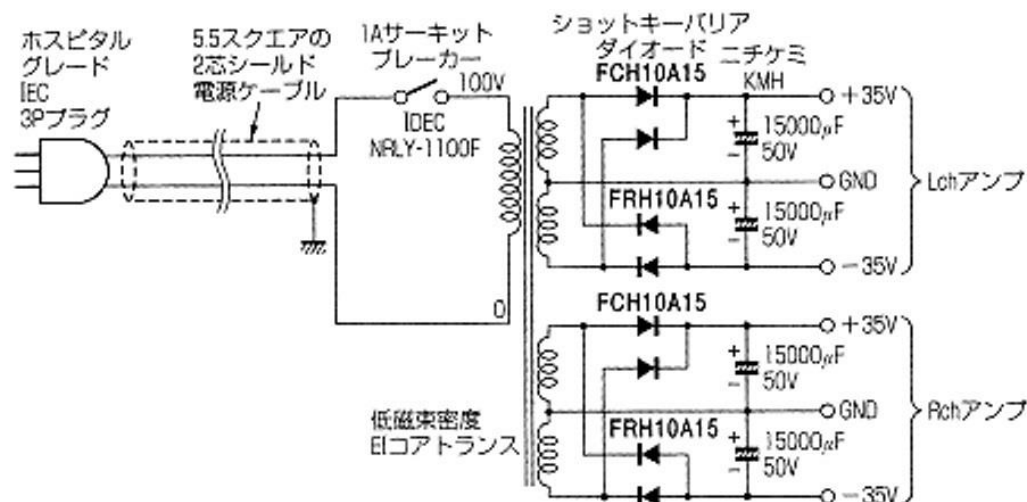 ホスピタル
グレード
IEC
3Pプラグ
5.5スクエアの
2芯シールド
電源ケーブル
1Aサーキット
ブレーカー
100V
IDEC
NRLY-1100F
0
低磁束密度
EIコアトランス
ショットキーバリア
ダイオード
FCH10A15
FRH10A15
ニチケミ
KMH
+
15000μF
−
50V
+
15000μF
−
50V
+35V
GND
−35V
Lchアンプ
FCH10A15
FRH10A15
+
15000μF
−
50V
+
15000μF
−
50V
+35V
GND
−35V
Rchアンプ